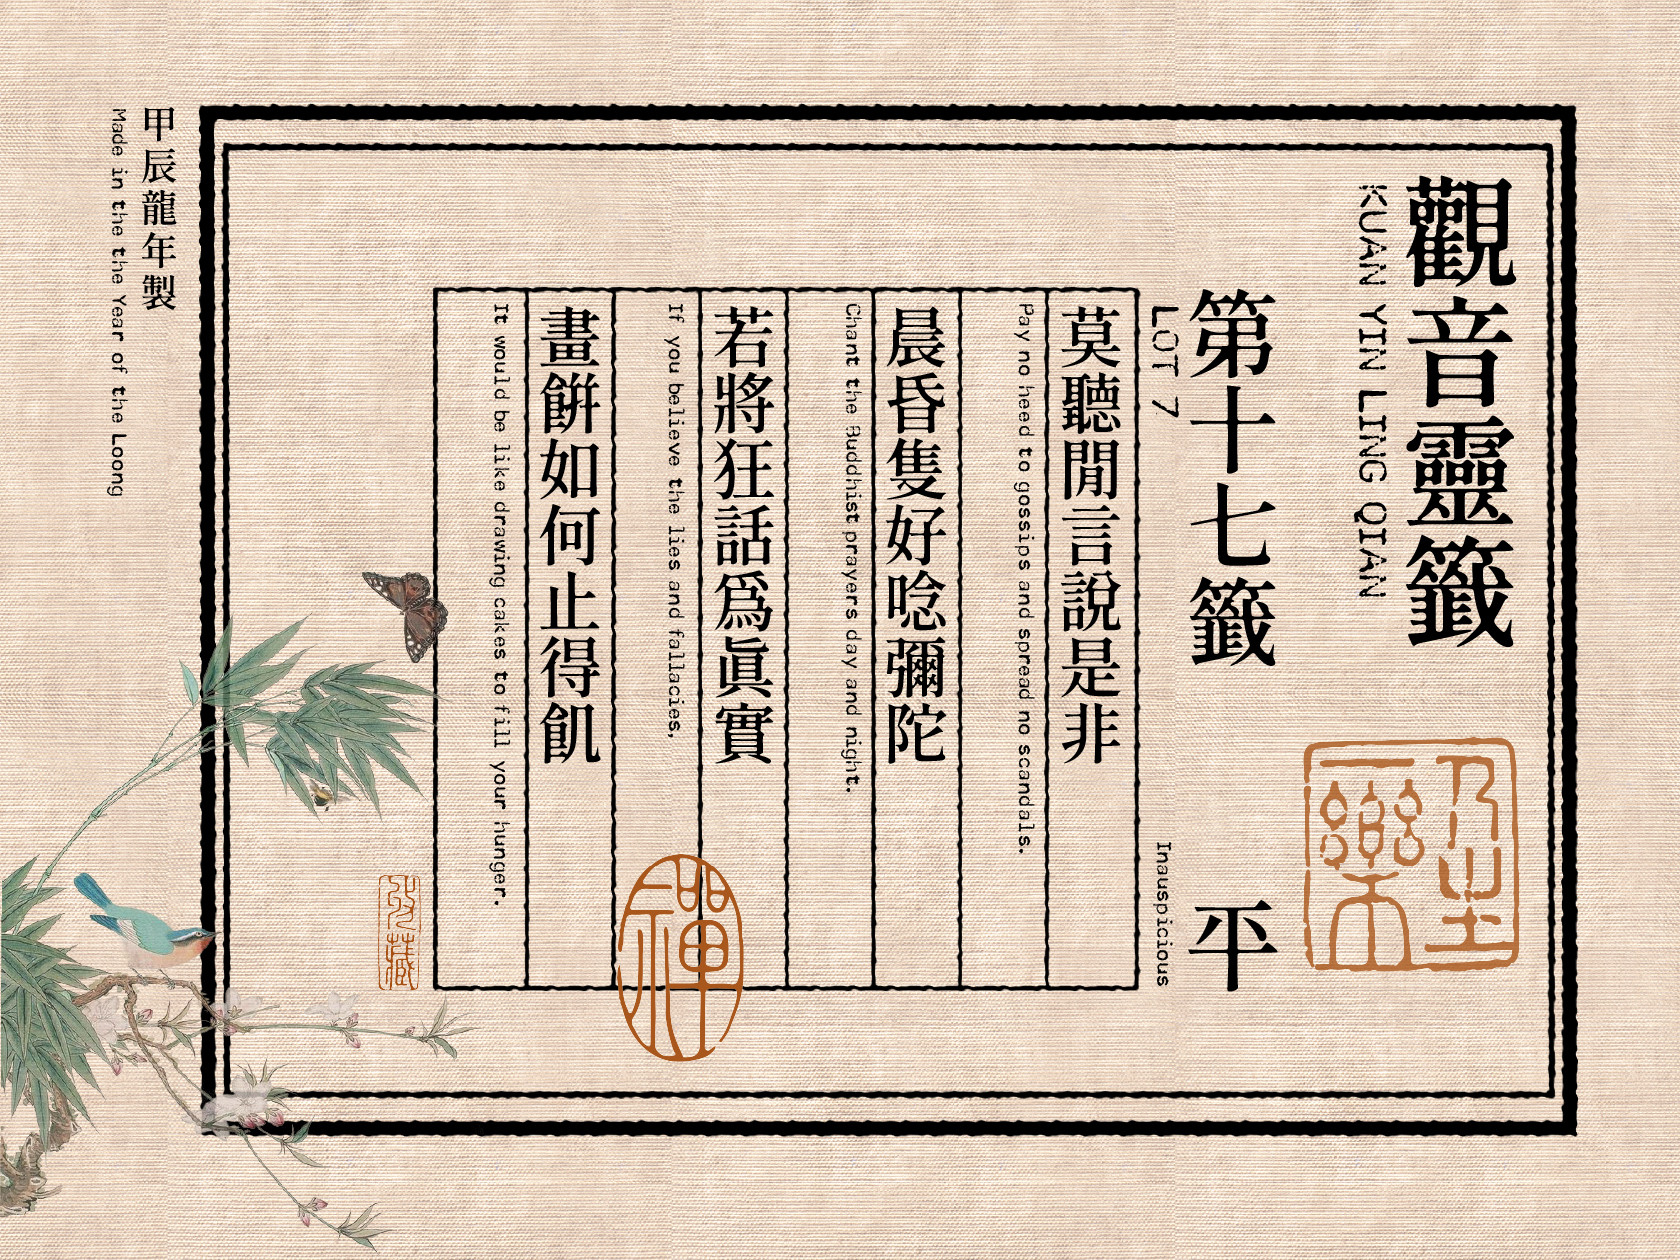 觀音靈籤
KUAN YIN LING QIAN
第十七籤
平
LOT 7
Inauspicious
莫聽閒言說是非
Pay no heed to gossips and spread no scandals.
晨昏隻好唸彌陀
Chant the Buddhist prayers day and night.
若將狂話爲眞實
If you believe the lies and fallacies,
畫餅如何止得飢
It would be like drawing cakes to fill your hunger.
甲辰龍年製
Made in the the Year of the Loong
禪